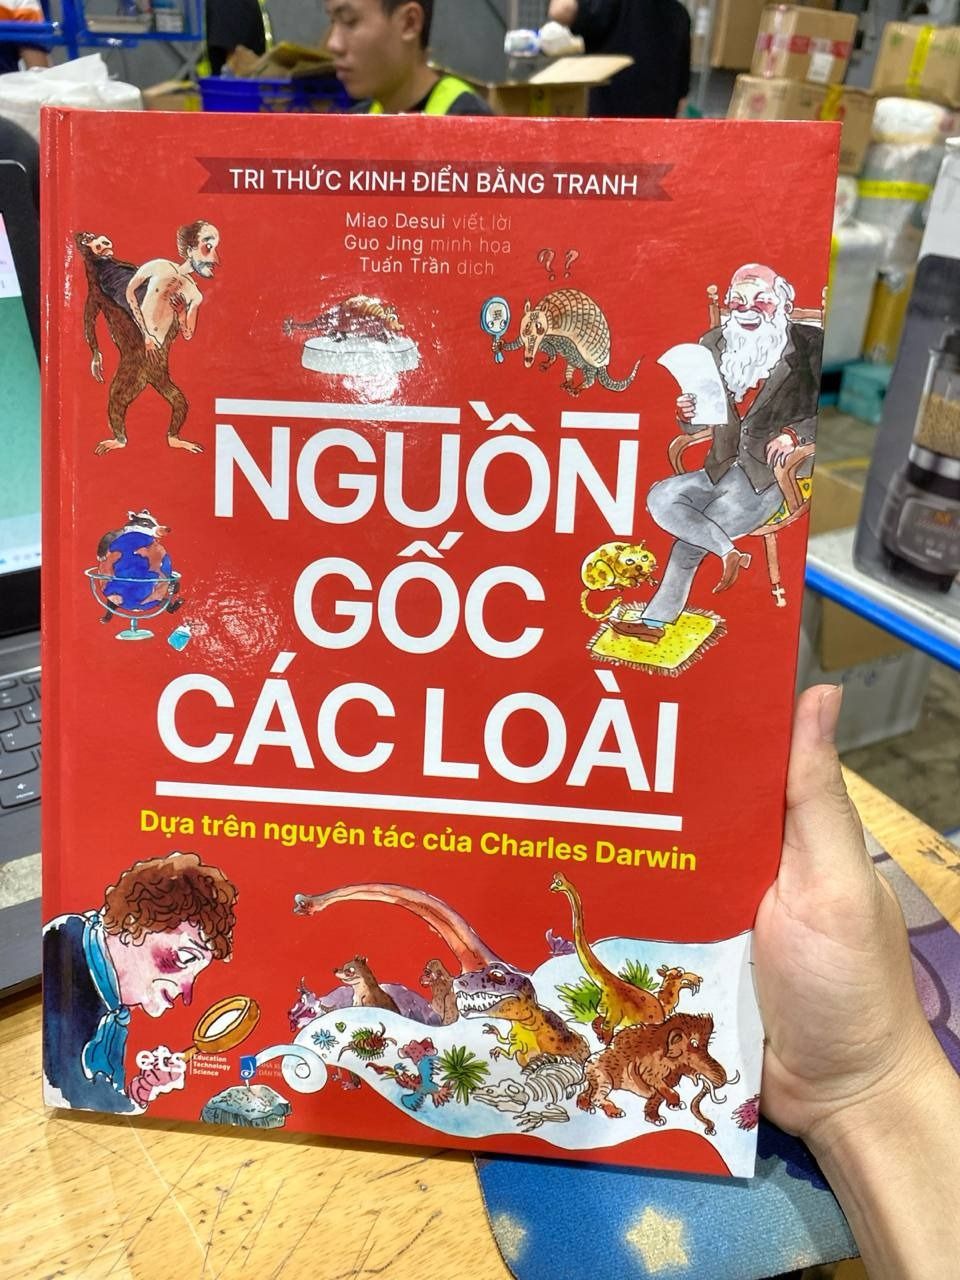 TRI THỨC KINH ĐIỂN BẰNG TRANH
Miao Desui viết lời
Guo Jing minh họa
Tuấn Trần dịch
??
NGUỒN
GỐC
CÁC LOÀI
Dựa trên nguyên tác của Charles Darwin
ets
Education
Technology
Science